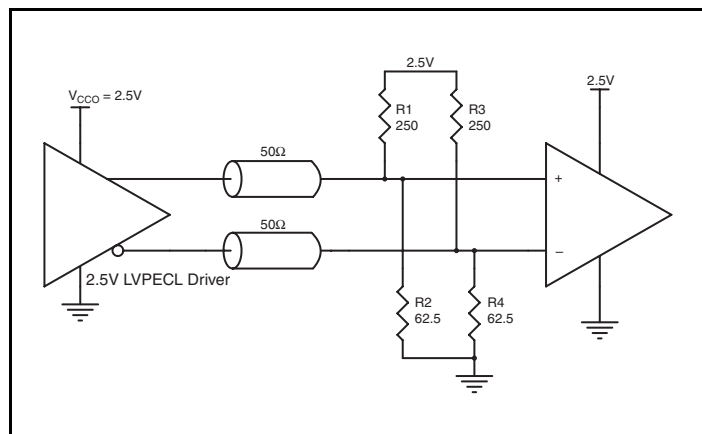 2.5V
2.5V
VCCO = 2.5V
R1
250
R3
250
50Ω
+
50Ω
–
2.5V LVPECL Driver
R2
62.5
R4
62.5